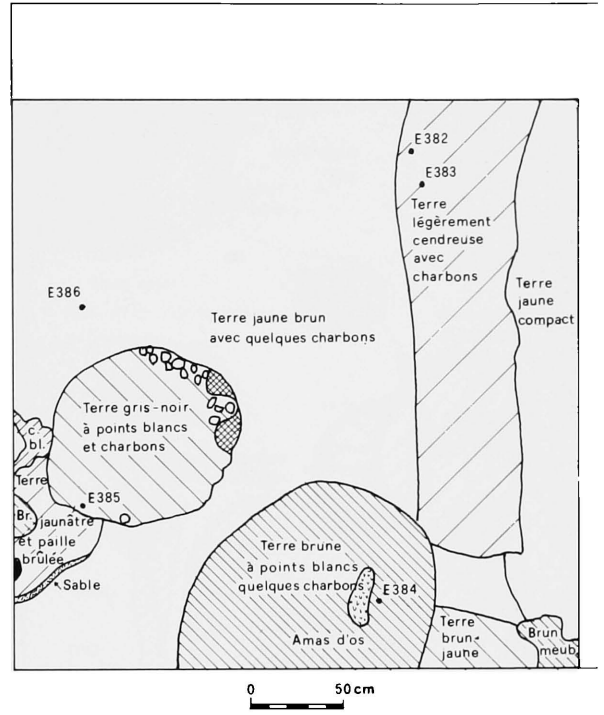 E382
E383
Terre
légèrement
cendreuse
avec
charbons
E386
Terre
jaune
compact
Terre jaune brun
avec quelques charbons
Terre gris-noir
à points blancs
et charbons
c.
bl.
Terre
E385
Br.
jaunâtre
et paille
brûlée
Sable
Terre brune
à points blancs
quelques charbons
E384
Amas d'os
Terre
brun-
jaune
Brun
meub.
0 50 cm